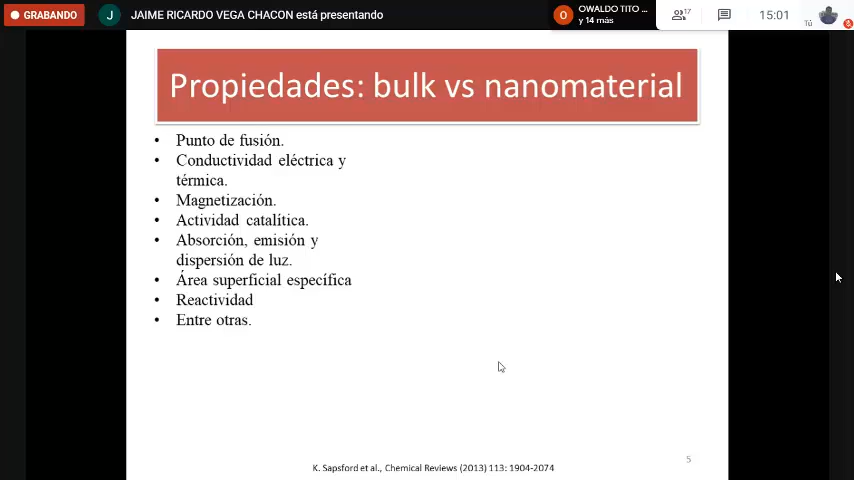 GRABANDO
J
JAIME RICARDO VEGA CHACON está presentando
O
OWALDO TITO ...
y 14 más
17
15:01
Tú
Propiedades: bulk vs nanomaterial
• Punto de fusión.
• Conductividad eléctrica y
térmica.
• Magnetización.
• Actividad catalítica.
• Absorción, emisión y
dispersión de luz.
• Área superficial específica
• Reactividad
• Entre otras.
5
K. Sapsford et al., Chemical Reviews (2013) 113: 1904-2074